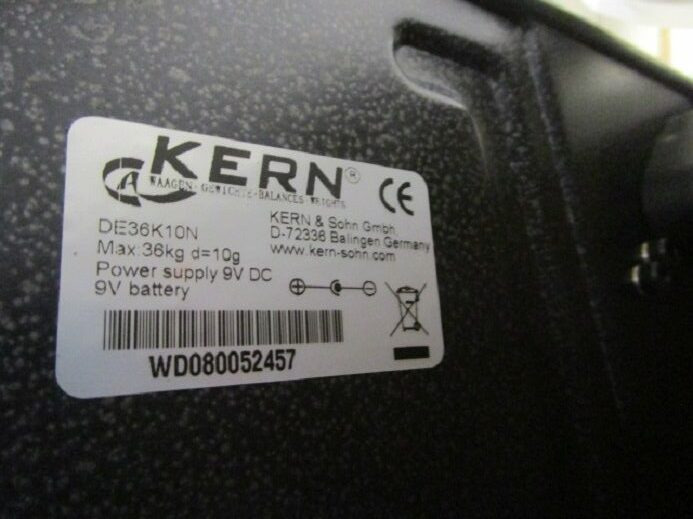 KERN®
WAAGEN·GEWICHTE·BALANCES·WEIGHTS
CE
DE36K10N
Max:36kg d=10g
Power supply 9V DC
9V battery
KERN & Sohn Gmbh
D-72336 Balingen Germany
www.kern-sohn.com
WD080052457